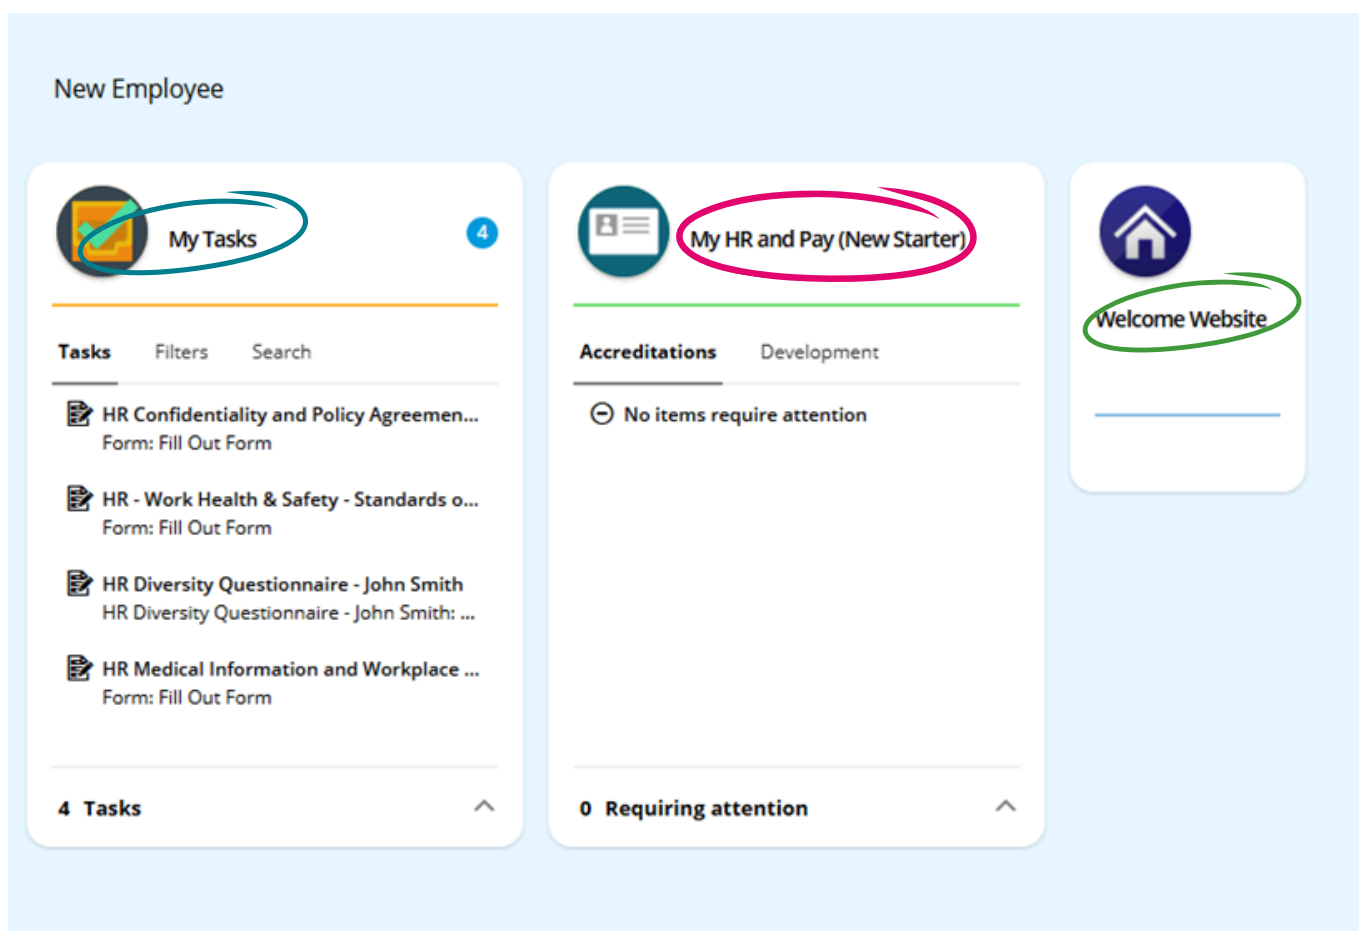 New Employee
My Tasks
4
Tasks Filters Search
HR Confidentiality and Policy Agreemen...
Form: Fill Out Form
HR - Work Health & Safety - Standards o...
Form: Fill Out Form
HR Diversity Questionnaire - John Smith
HR Diversity Questionnaire - John Smith: ...
HR Medical Information and Workplace ...
Form: Fill Out Form
4 Tasks
My HR and Pay (New Starter)
Accreditations Development
No items require attention
0 Requiring attention
Welcome Website